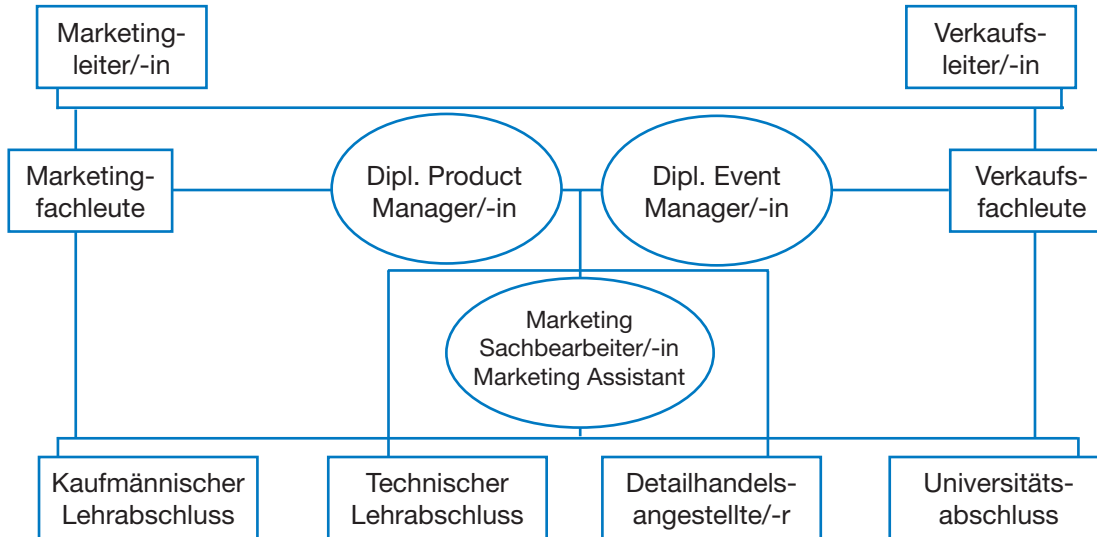 Marketing-
leiter/-in
Verkaufs-
leiter/-in
Marketing-
fachleute
Dipl. Product
Manager/-in
Dipl. Event
Manager/-in
Verkaufs-
fachleute
Marketing
Sachbearbeiter/-in
Marketing Assistant
Kaufmännischer
Lehrabschluss
Technischer
Lehrabschluss
Detailhandels-
angestellte/-r
Universitäts-
abschluss